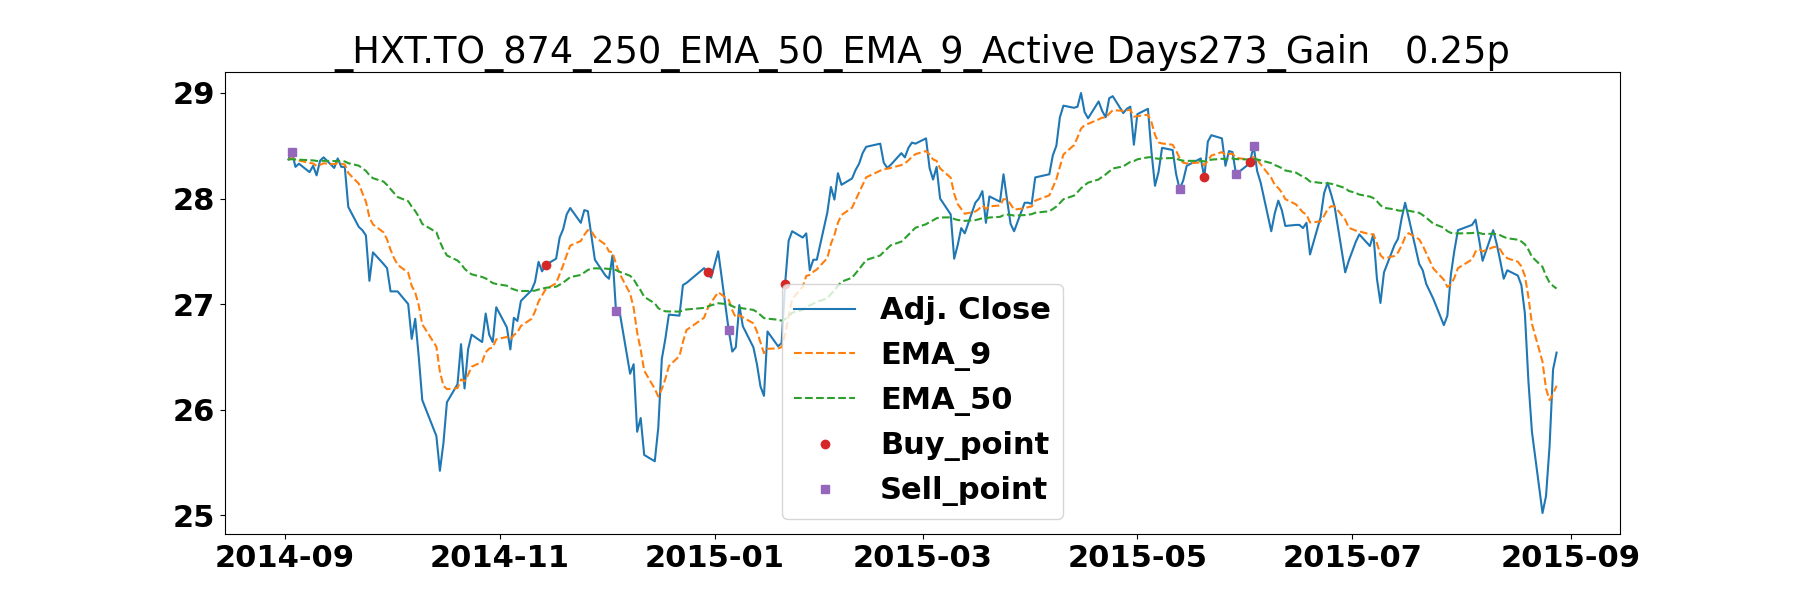 _HXT.TO_874_250_EMA_50_EMA_9_Active Days273_Gain   0.25p
29
28
27
26
25
2014-09 2014-11 2015-01 2015-03 2015-05 2015-07 2015-09
Adj. Close
EMA_9
EMA_50
Buy_point
Sell_point